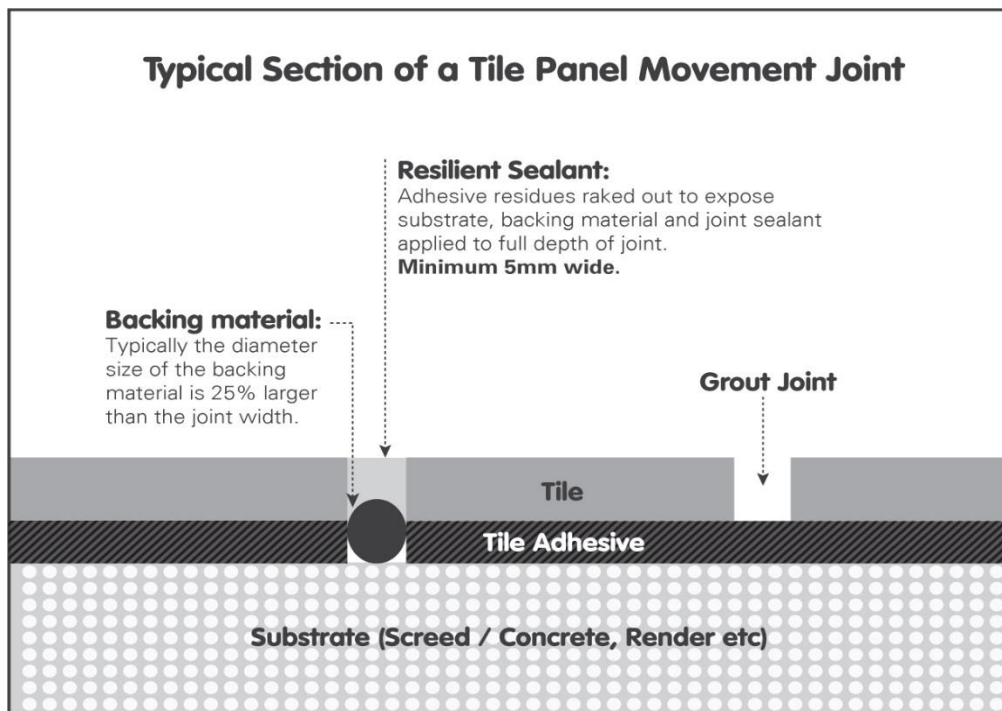 Typical Section of a Tile Panel Movement Joint
Resilient Sealant:
Adhesive residues raked out to expose
substrate, backing material and joint sealant
applied to full depth of joint.
Minimum 5mm wide.
Backing material:
Typically the diameter
size of the backing
material is 25% larger
than the joint width.
Grout Joint
Tile
Tile Adhesive
Substrate (Screed / Concrete, Render etc)